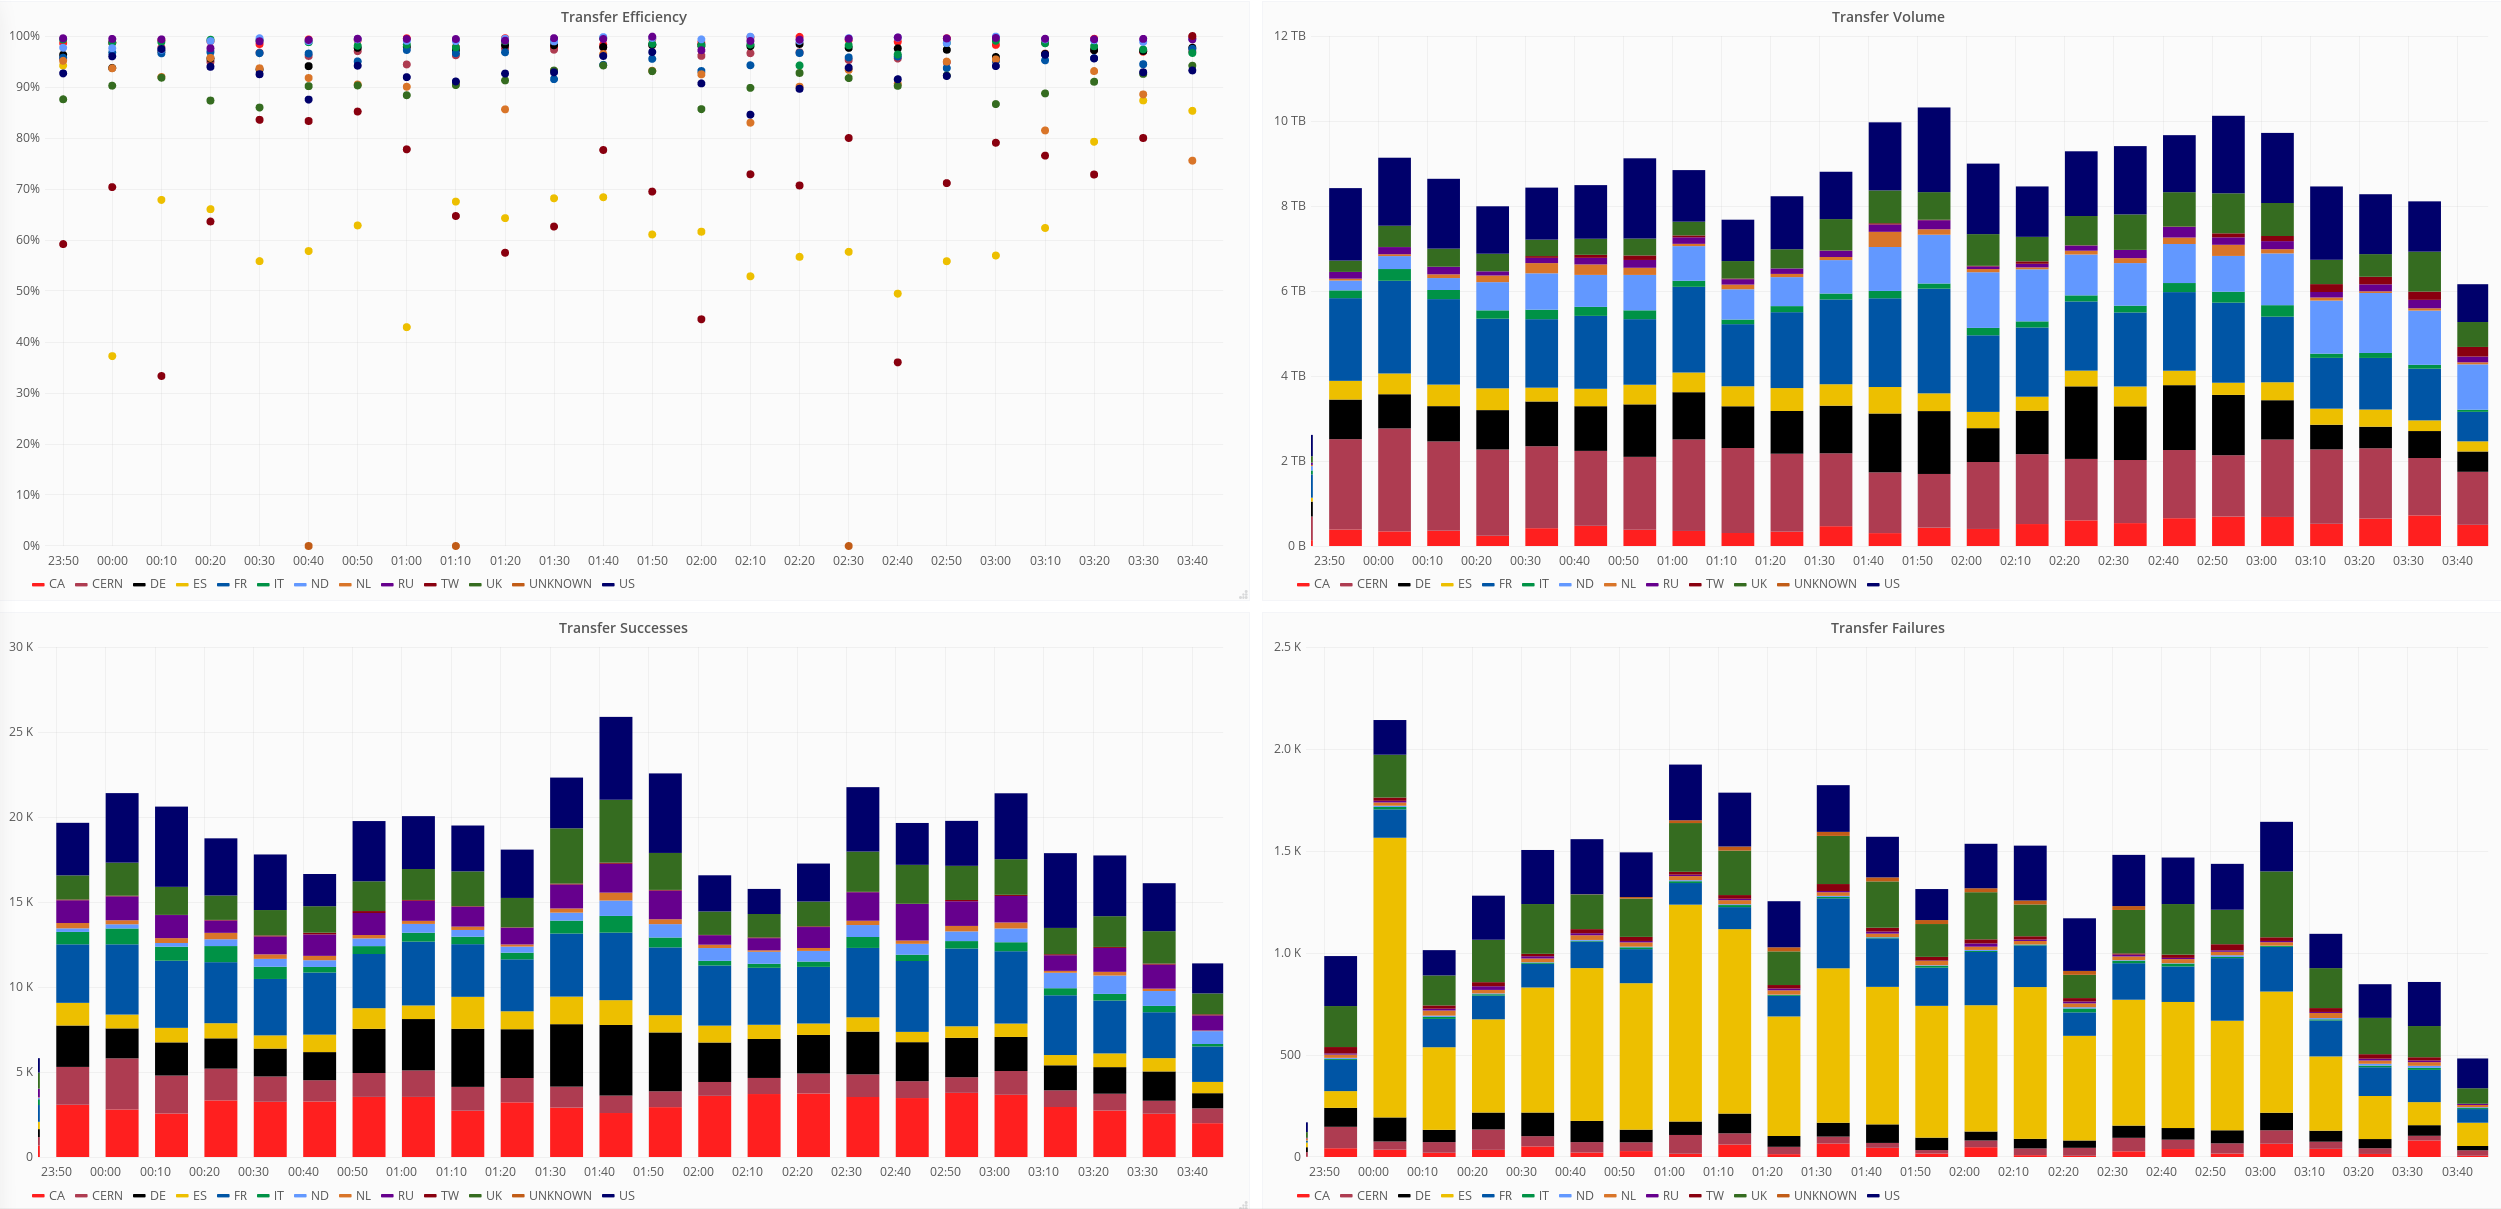 Transfer Efficiency
100%
90%
80%
70%
60%
50%
40%
30%
20%
10%
0%
23:50 00:00 00:10 00:20 00:30 00:40 00:50 01:00 01:10 01:20 01:30 01:40 01:50 02:00 02:10 02:20 02:30 02:40 02:50 03:00 03:10 03:20 03:30 03:40
CA CERN DE ES FR IT ND NL RU TW UK UNKNOWN US
Transfer Volume
12 TB
10 TB
8 TB
6 TB
4 TB
2 TB
0 B
23:50 00:00 00:10 00:20 00:30 00:40 00:50 01:00 01:10 01:20 01:30 01:40 01:50 02:00 02:10 02:20 02:30 02:40 02:50 03:00 03:10 03:20 03:30 03:40
CA CERN DE ES FR IT ND NL RU TW UK UNKNOWN US
Transfer Successes
30 K
25 K
20 K
15 K
10 K
5 K
0
23:50 00:00 00:10 00:20 00:30 00:40 00:50 01:00 01:10 01:20 01:30 01:40 01:50 02:00 02:10 02:20 02:30 02:40 02:50 03:00 03:10 03:20 03:30 03:40
CA CERN DE ES FR IT ND NL RU TW UK UNKNOWN US
Transfer Failures
2.5 K
2.0 K
1.5 K
1.0 K
500
0
23:50 00:00 00:10 00:20 00:30 00:40 00:50 01:00 01:10 01:20 01:30 01:40 01:50 02:00 02:10 02:20 02:30 02:40 02:50 03:00 03:10 03:20 03:30 03:40
CA CERN DE ES FR IT ND NL RU TW UK UNKNOWN US